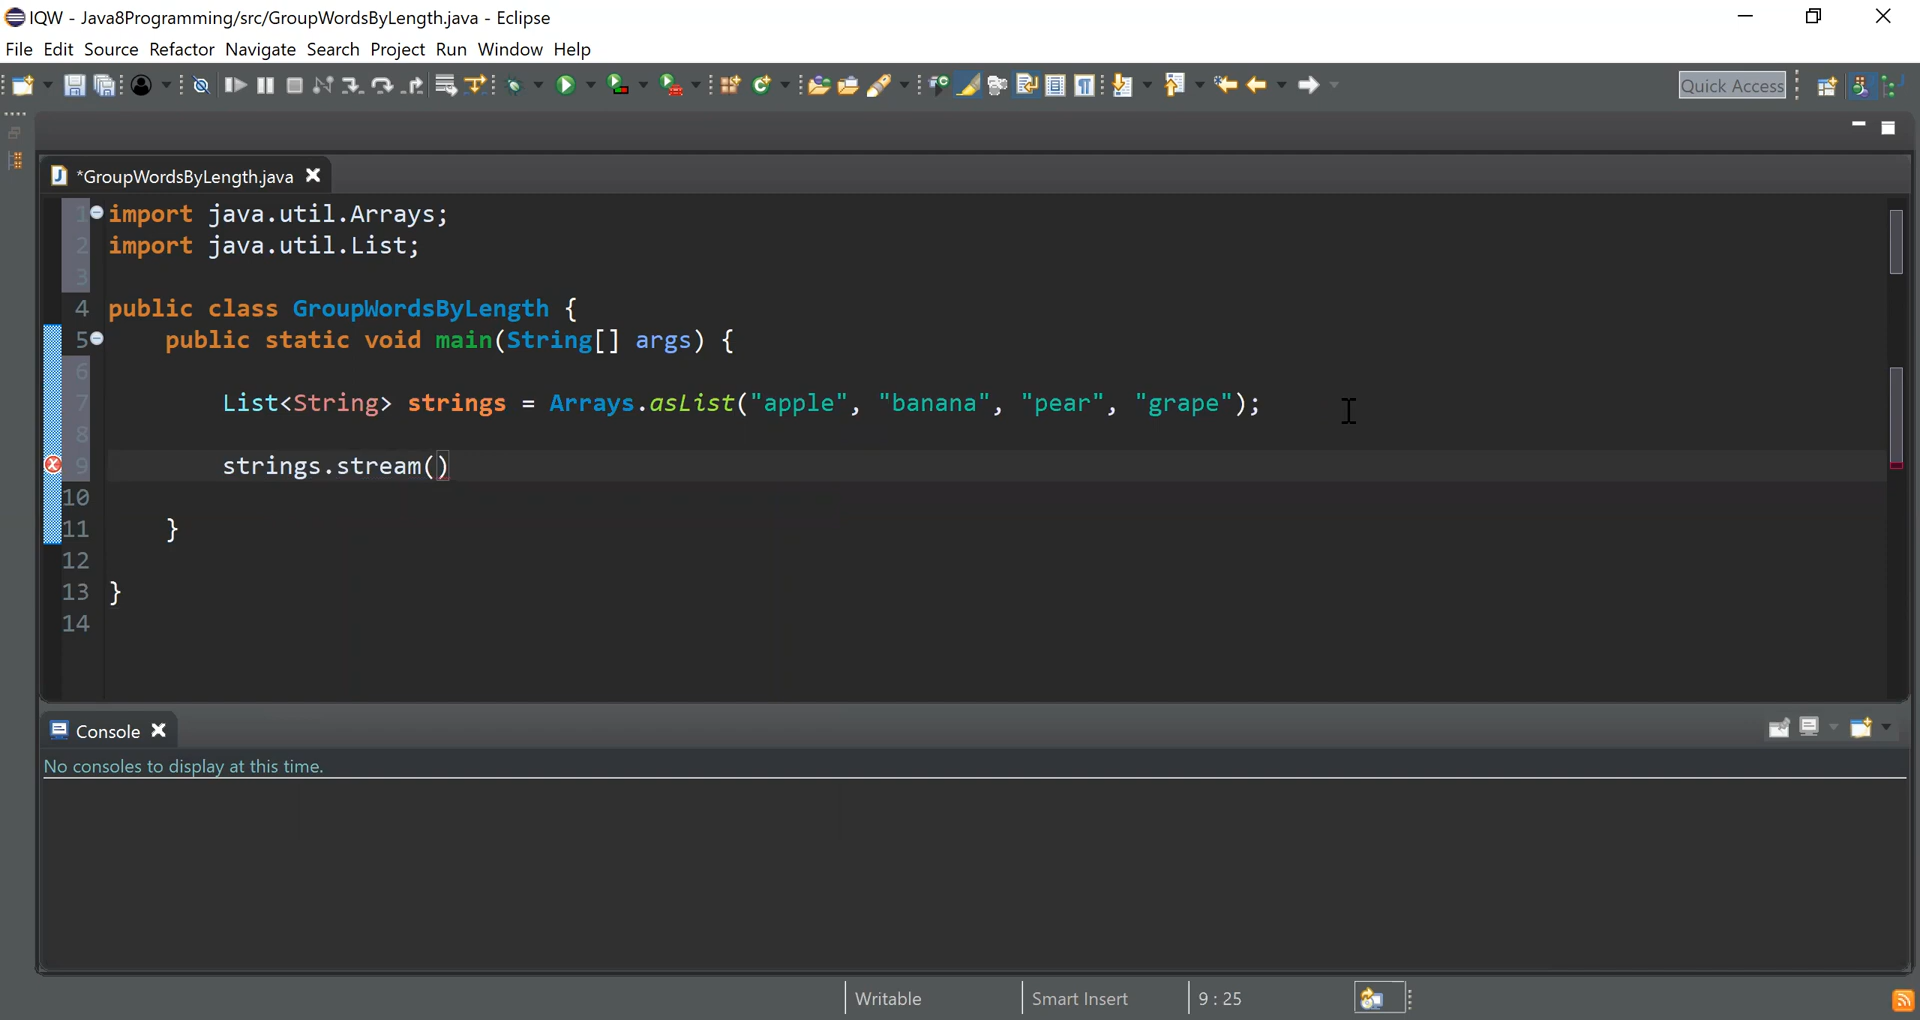 IQW - Java8Programming/src/GroupWordsByLength.java - Eclipse
File Edit Source Refactor Navigate Search Project Run Window Help
Quick Access
*GroupWordsByLength.java
1 import java.util.Arrays;
2 import java.util.List;
3
4 public class GroupWordsByLength {
5 public static void main(String[] args) {
6
7 List<String> strings = Arrays.asList("apple", "banana", "pear", "grape");
8
9 strings.stream()
10
11 }
12
13 }
14
Console
No consoles to display at this time.
Writable Smart Insert 9 : 25